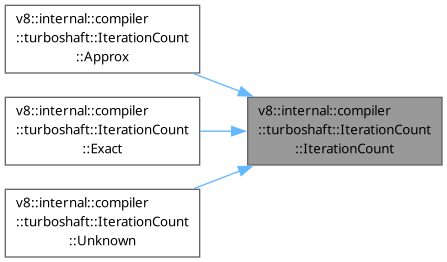 v8::internal::compiler
::turboshaft::IterationCount
::Approx
v8::internal::compiler
::turboshaft::IterationCount
::Exact
v8::internal::compiler
::turboshaft::IterationCount
::Unknown
v8::internal::compiler
::turboshaft::IterationCount
::IterationCount